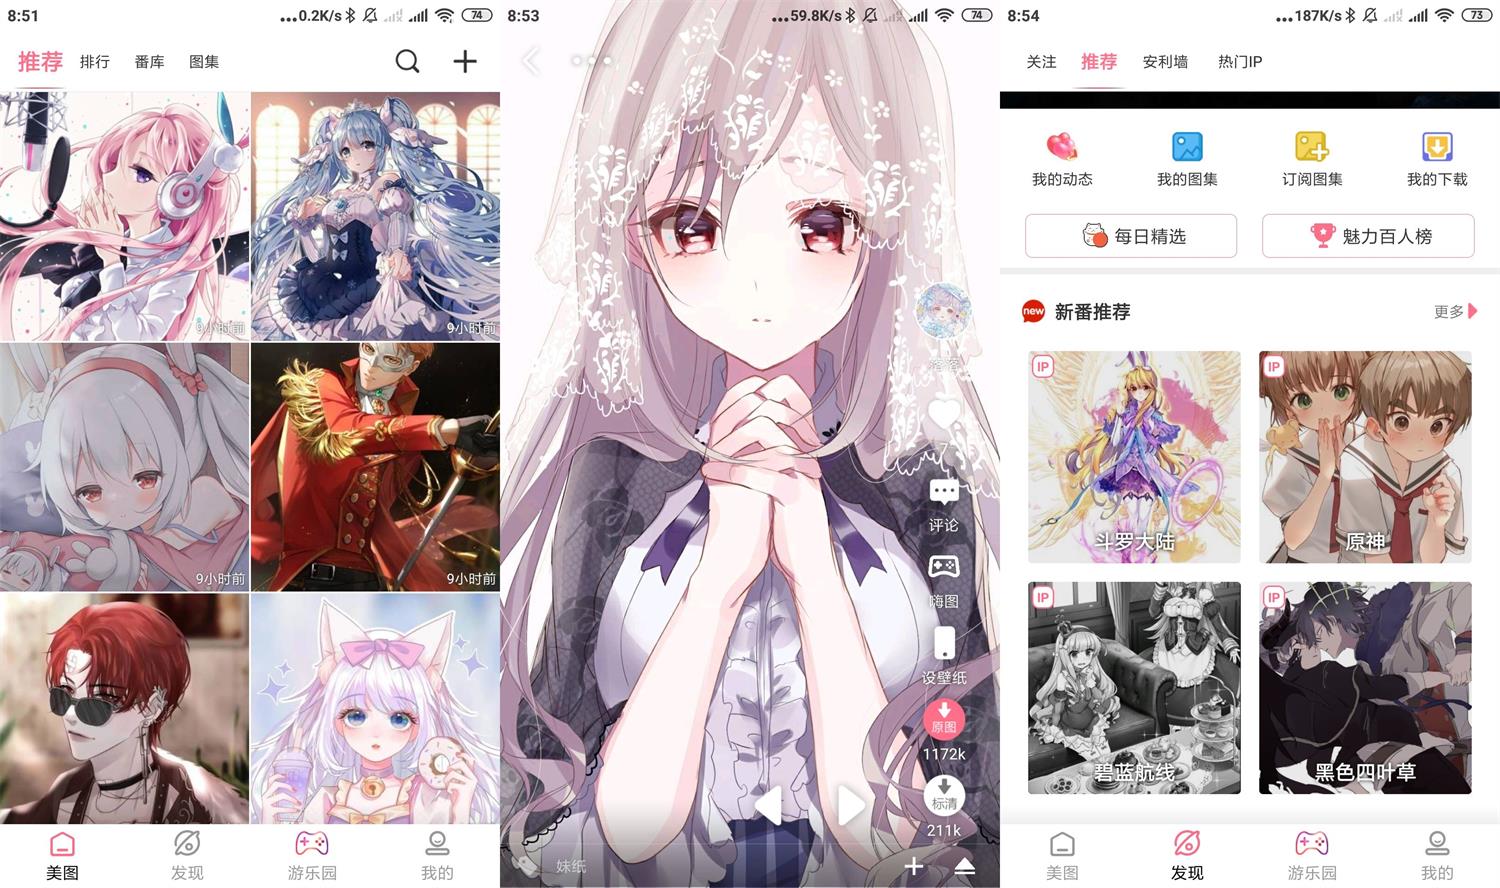 8:51
...0.2K/s 74
推荐 排行 番库 图集
9小时前
9小时前
9小时前
9小时前
美图 发现 游乐园 我的
8:53
...59.8K/s 74
7
评论
嗨图
设壁纸
原图
1172k
标清
211k
妹纸
8:54
...187K/s 73
关注 推荐 安利墙 热门IP
我的动态 我的图集 订阅图集 我的下载
每日精选 魅力百人榜
new 新番推荐 更多
IP IP
斗罗大陆 原神
IP IP
碧蓝航线 黑色四叶草
美图 发现 游乐园 我的